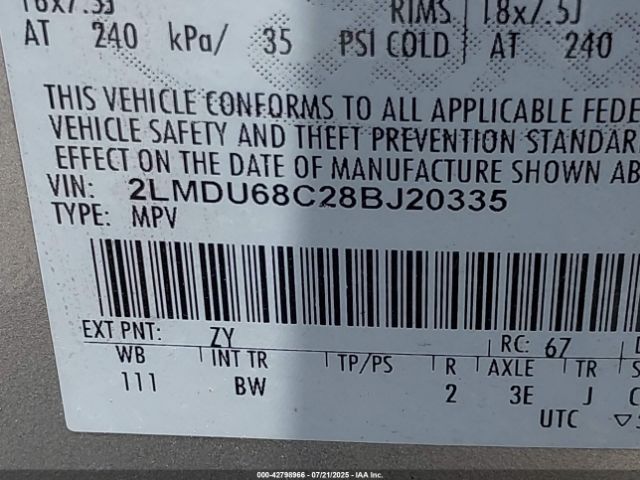 18x7.5J RIMS 18x7.5J
AT 240 kPa/ 35 PSI COLD AT 240
THIS VEHICLE CONFORMS TO ALL APPLICABLE FEDE
VEHICLE SAFETY AND THEFT PREVENTION STANDAR
EFFECT ON THE DATE OF MANUFACTURE SHOWN AB
VIN: 2LMDU68C28BJ20335
TYPE: MPV
EXT PNT: ZY RC: 67
WB INT TR TP/PS R AXLE TR S
111 BW 2 3E J C
UTC
000-42798966 - 07/21/2025 - IAA Inc.